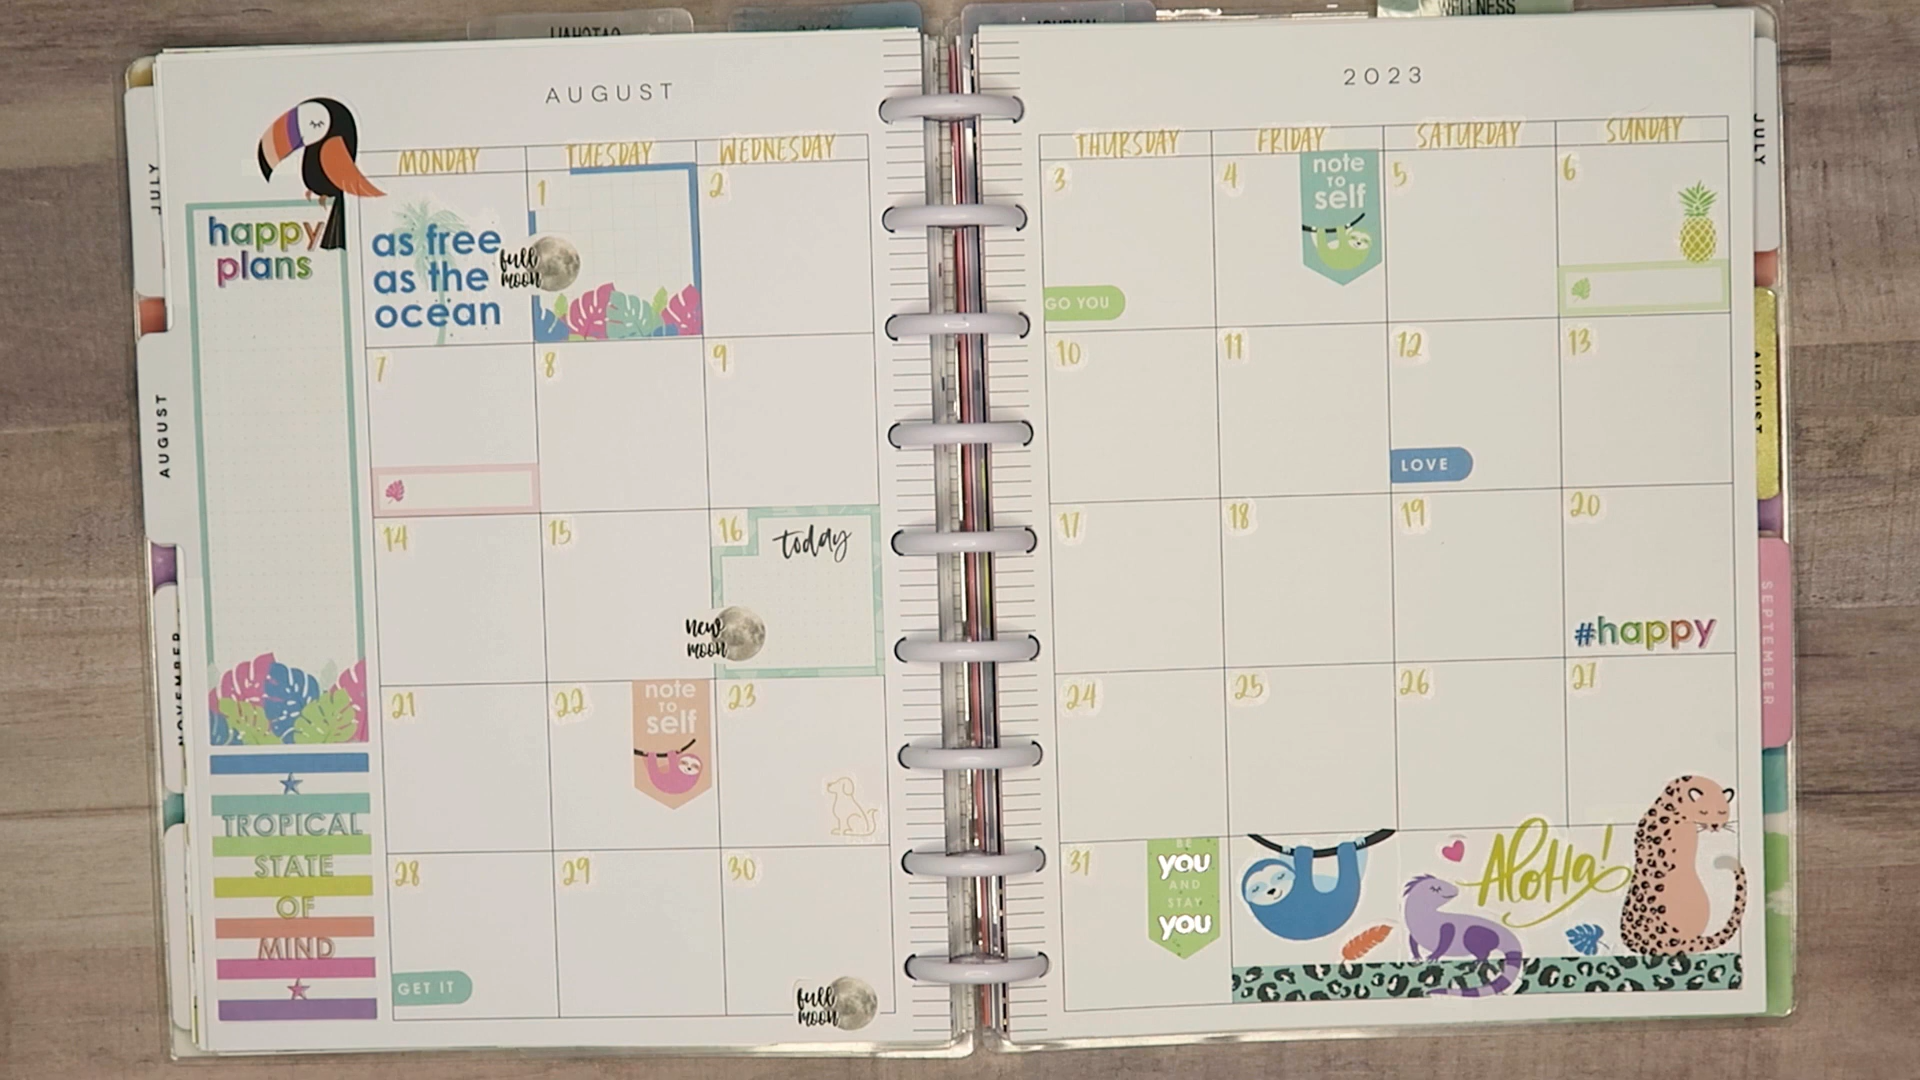 WELLNESS
AUGUST
2023
JULY
AUGUST
NOVEMBER
happy
plans
TROPICAL
STATE
OF
MIND
MONDAY
TUESDAY
WEDNESDAY
THURSDAY
FRIDAY
SATURDAY
SUNDAY
as free
as the
ocean
full
moon
1
2
3
GO YOU
4
note
TO
self
5
6
7
8
9
10
11
12
LOVE
13
14
15
16
today
new
moon
17
18
19
20
#happy
21
22
note
TO
self
23
24
25
26
27
28
GET IT
29
30
full
moon
31
BE
you
AND
STAY
you
Aloha!
JULY
AUGUST
SEPTEMBER